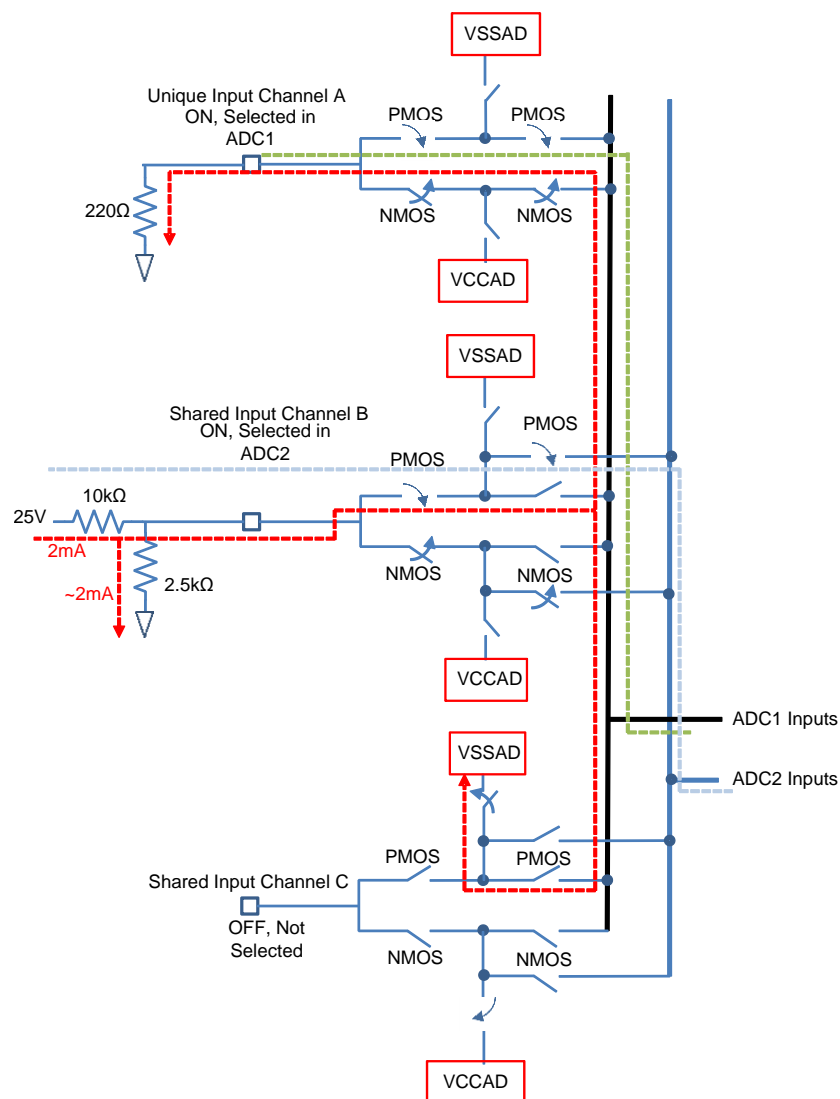 VSSAD
Unique Input Channel A
ON, Selected in
ADC1
PMOS
PMOS
220Ω
NMOS
NMOS
VCCAD
VSSAD
Shared Input Channel B
ON, Selected in
ADC2
PMOS
PMOS
10kΩ
25V
2mA
~2mA
2.5kΩ
NMOS
NMOS
VCCAD
ADC1 Inputs
VSSAD
ADC2 Inputs
PMOS
PMOS
Shared Input Channel C
OFF, Not
Selected
NMOS
NMOS
VCCAD